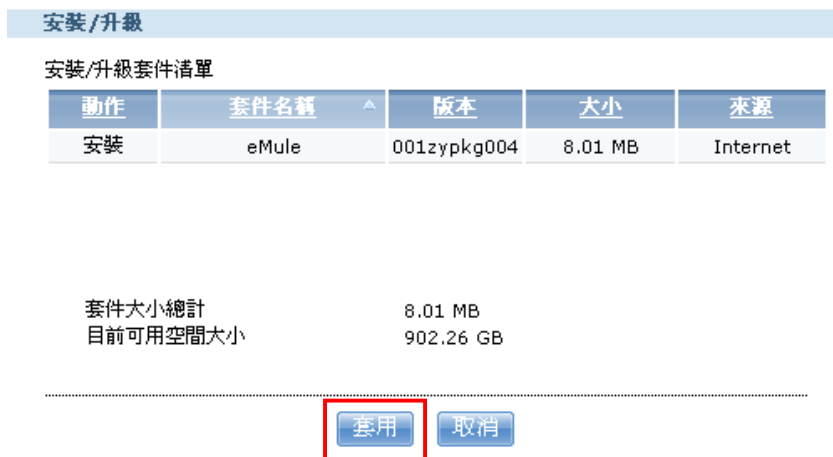 安裝/升級
安裝/升級套件清單
動作 套件名稱 版本 大小 來源
安裝 eMule 001zypkg004 8.01 MB Internet
套件大小總計 8.01 MB
目前可用空間大小 902.26 GB
套用 取消